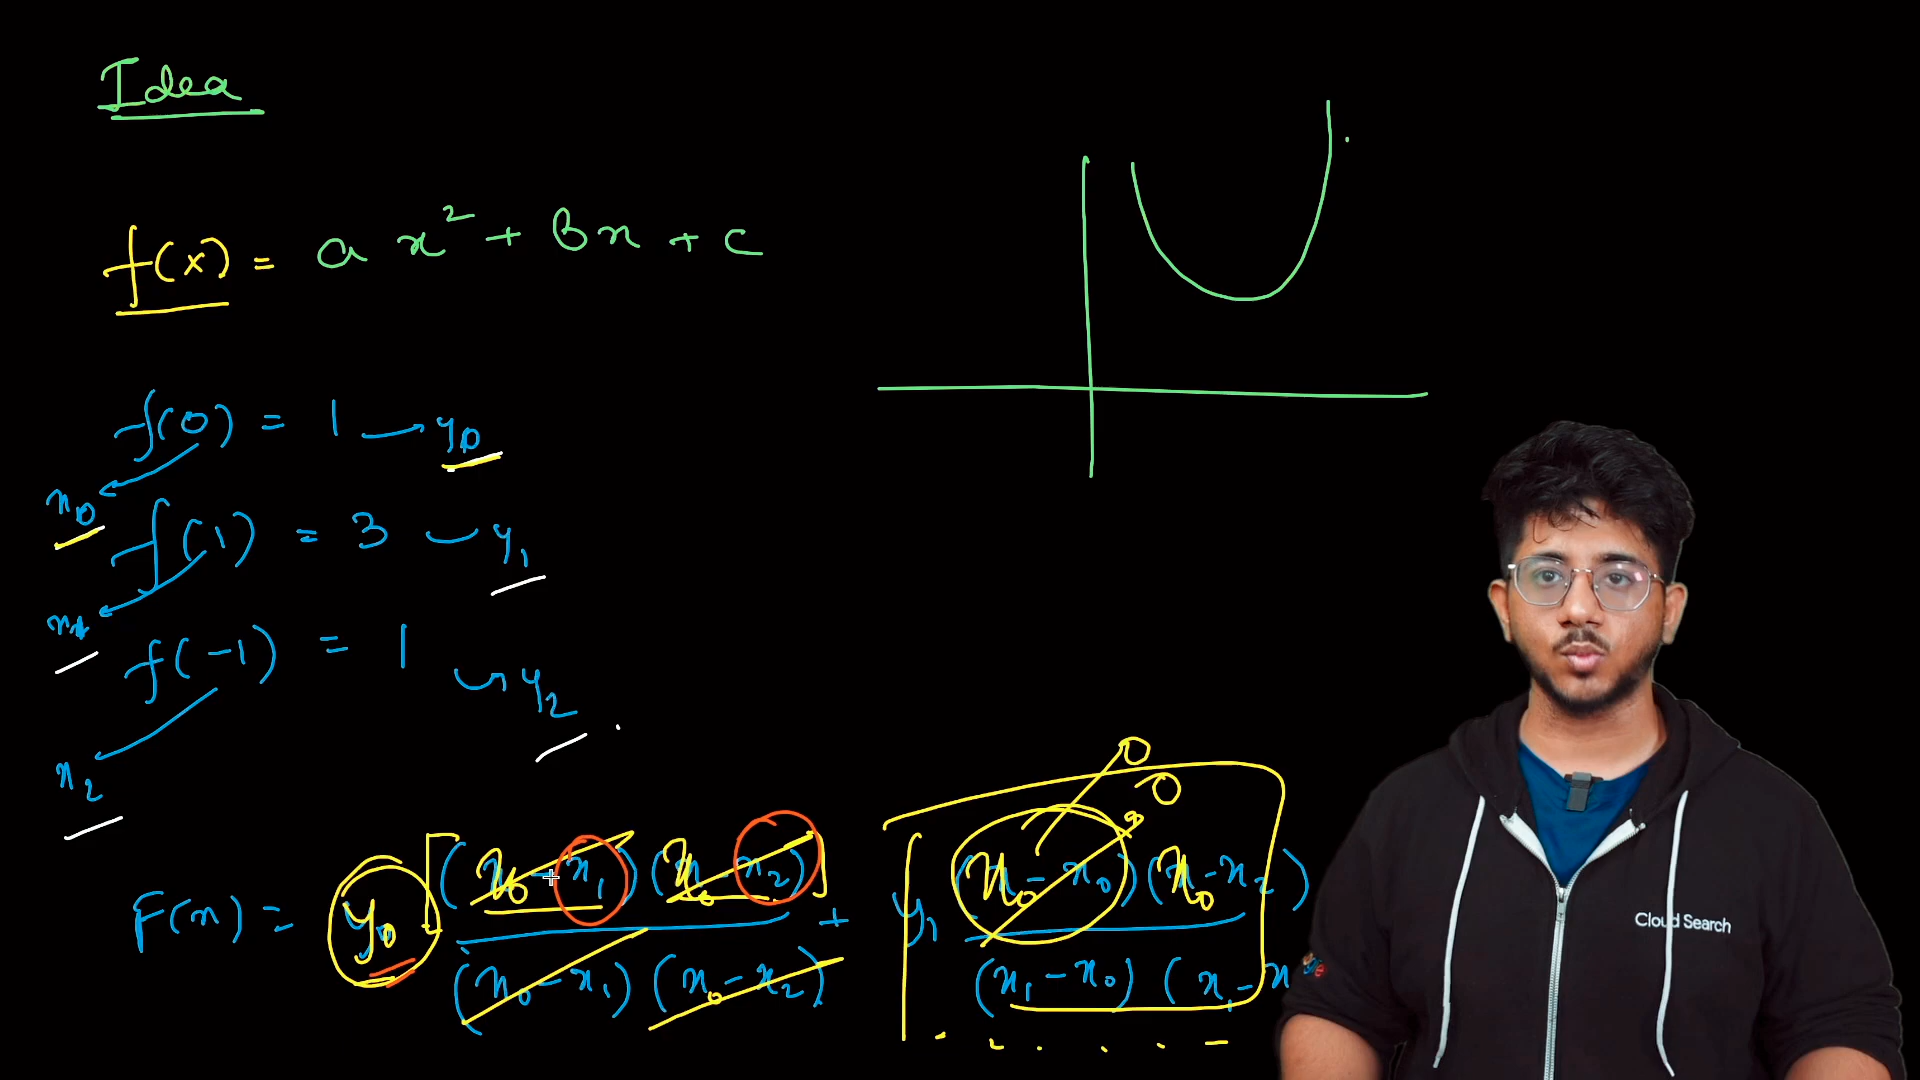 Idea
f(x) = ax² + bx + c
f(0) = 1 → y₀
x₀
f(1) = 3 → y₁
x₁
f(-1) = 1 → y₂
x₂
0
0
F(x) = y₀ [(x₀ - x₁)(x₀ - x₂)] / (x₀ - x₁)(x₀ - x₂) + y₁ (x₀ - x₀)(x₀ - x₂) / (x₁ - x₀)(x₁ - x
Cloud Search